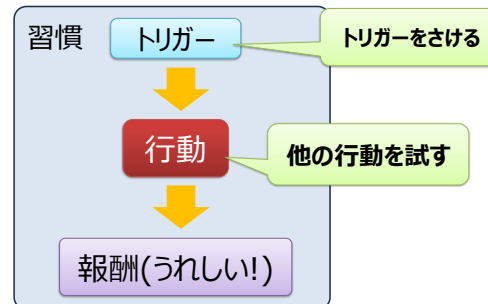 習慣
トリガー
トリガーをさける
行動
他の行動を試す
報酬(うれしい!)